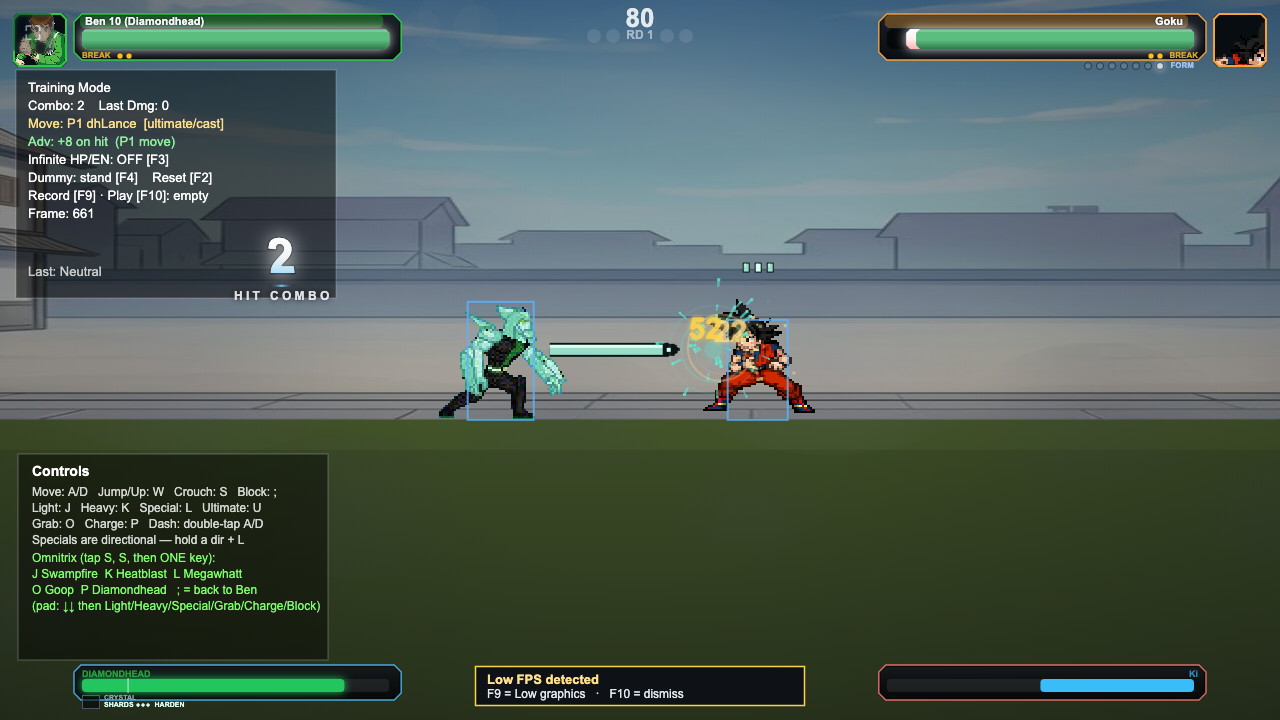 Ben 10 (Diamondhead)
BREAK
80
RD 1
Goku
BREAK
FORM
Training Mode
Combo: 2    Last Dmg: 0
Move: P1 dhLance  [ultimate/cast]
Adv: +8 on hit  (P1 move)
Infinite HP/EN: OFF [F3]
Dummy: stand [F4]    Reset [F2]
Record [F9] · Play [F10]: empty
Frame: 661
Last: Neutral
2
HIT COMBO
Controls
Move: A/D   Jump/Up: W   Crouch: S   Block: ;
Light: J   Heavy: K   Special: L   Ultimate: U
Grab: O   Charge: P   Dash: double-tap A/D
Specials are directional — hold a dir + L
Omnitrix (tap S, S, then ONE key):
J Swampfire  K Heatblast  L Megawhatt
O Goop  P Diamondhead   ; = back to Ben
(pad: ↓↓ then Light/Heavy/Special/Grab/Charge/Block)
DIAMONDHEAD
CRYSTAL
SHARDS ●●● HARDEN
Low FPS detected
F9 = Low graphics   ·   F10 = dismiss
Ki